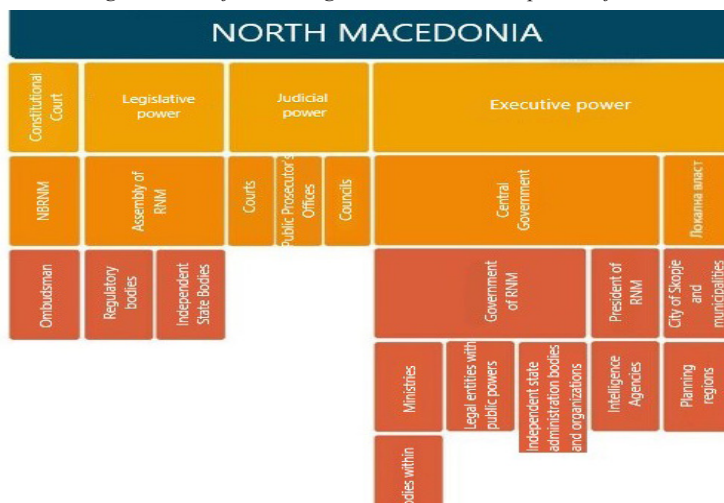 NORTH MACEDONIA
Constitutional
Court
Legislative
power
Judicial
power
Executive power
NBRNM
Assembly of
RNM
Courts
Public Prosecutor's
Offices
Councils
Central
Government
Локална власт
Ombudsman
Regulatory
bodies
Independent
State Bodies
Government
of RNM
President of
RNM
City of Skopje
and
municipalities
Ministries
Legal entities with
public powers
Independent state
administration bodies
and organizations
Intelligence
Agencies
Planning
regions
within